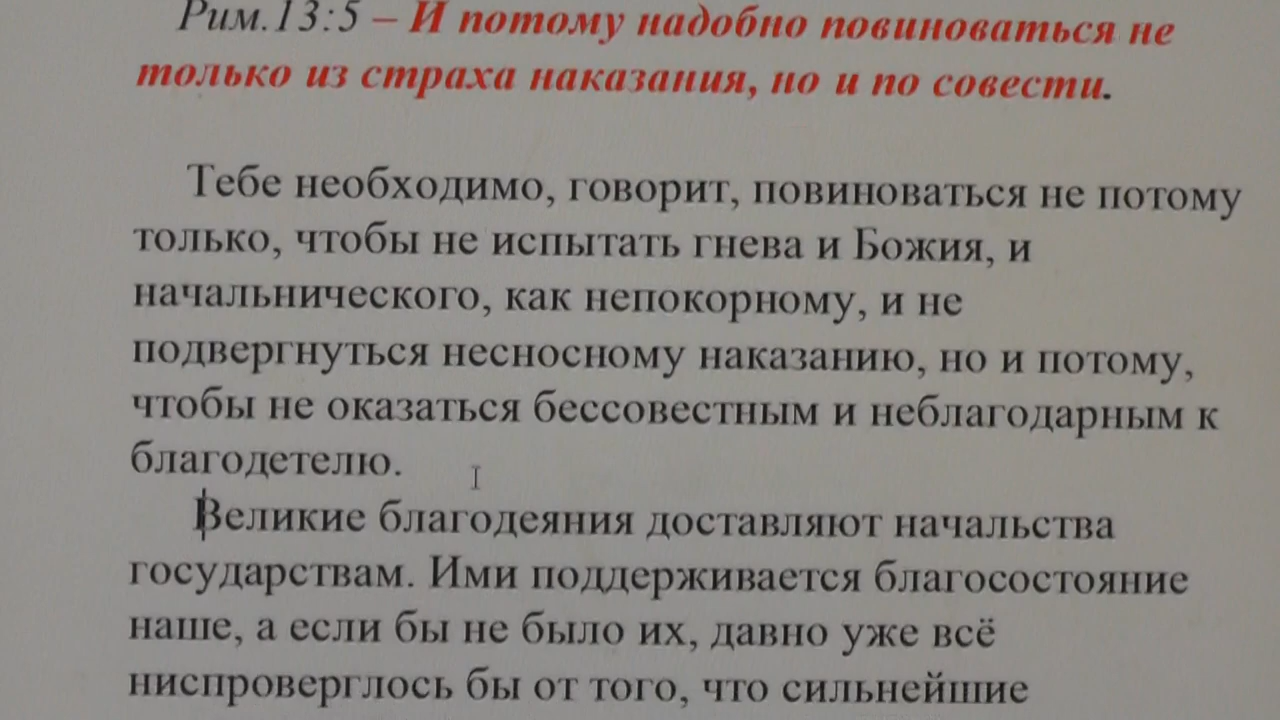 Рим.13:5 – И потому надобно повиноваться не
только из страха наказания, но и по совести.
Тебе необходимо, говорит, повиноваться не потому
только, чтобы не испытать гнева и Божия, и
начальнического, как непокорному, и не
подвергнуться несносному наказанию, но и потому,
чтобы не оказаться бессовестным и неблагодарным к
благодетелю.
Великие благодеяния доставляют начальства
государствам. Ими поддерживается благосостояние
наше, а если бы не было их, давно уже всё
ниспроверглось бы от того, что сильнейшие